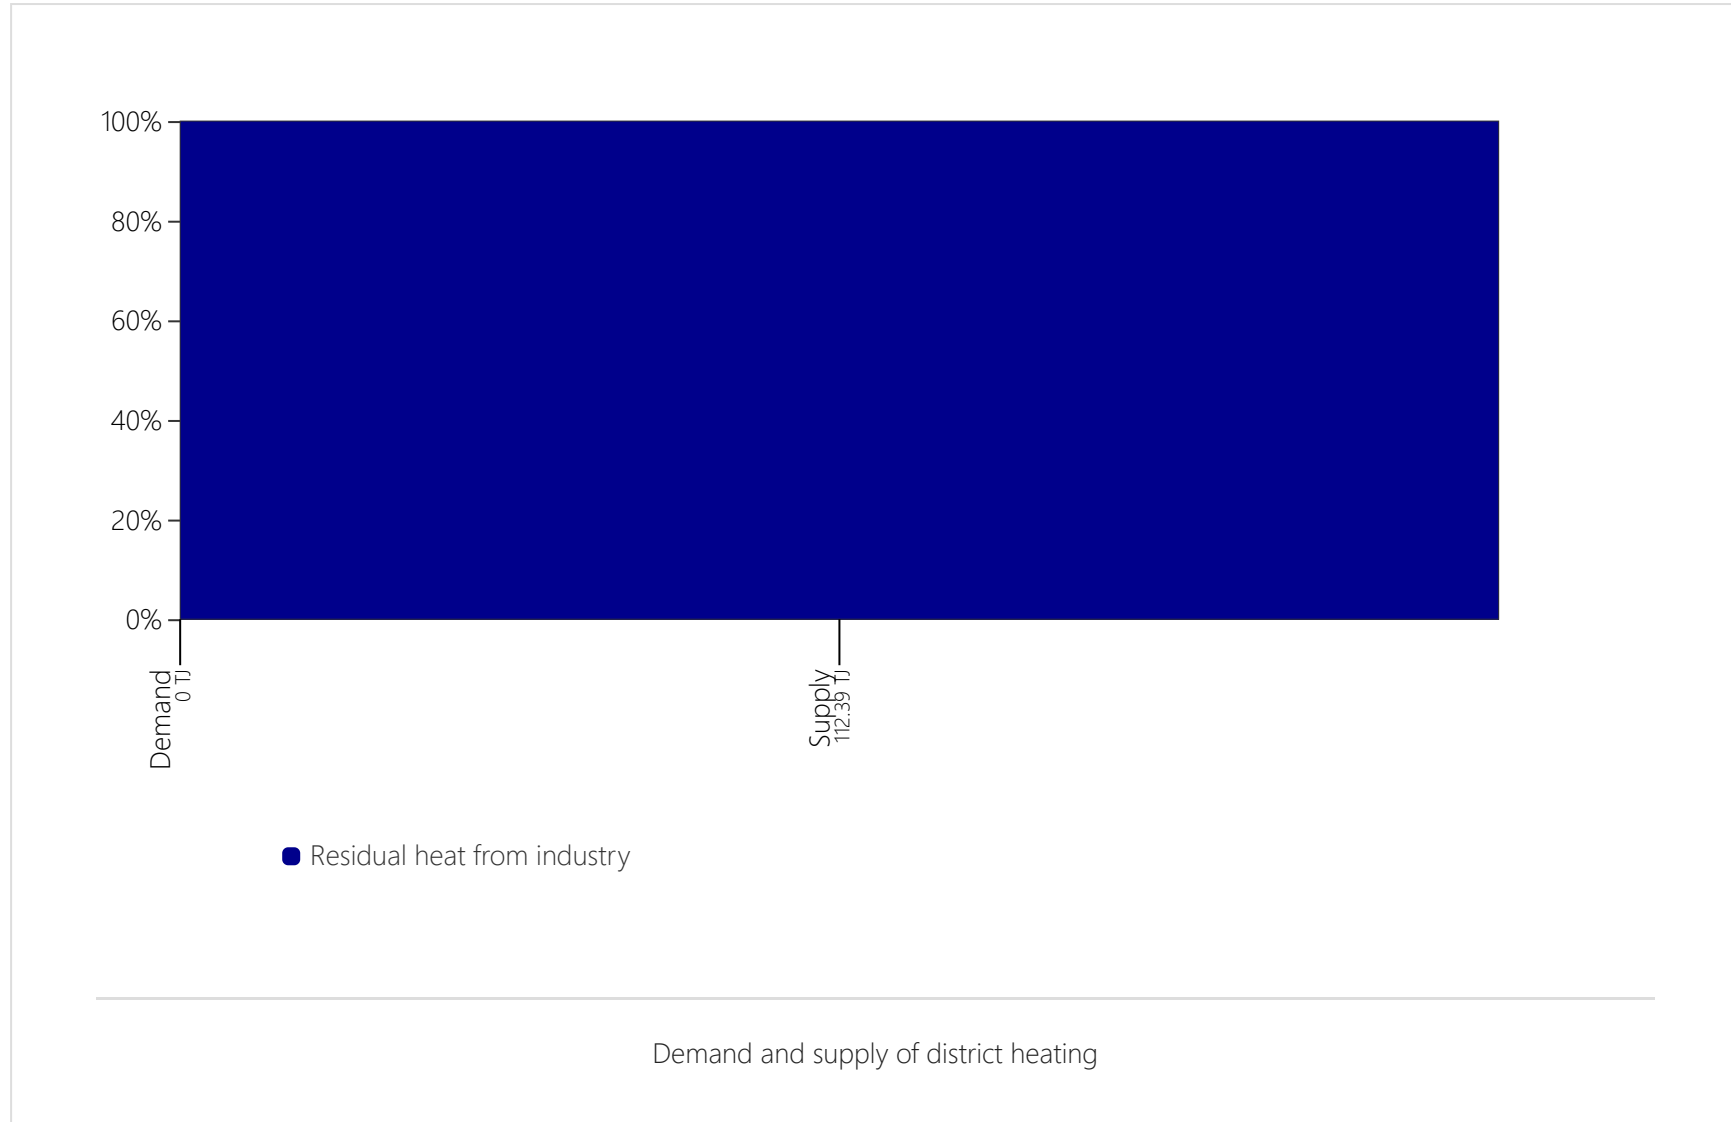 100%
80%
60%
40%
20%
0%
Demand
0 TJ
Supply
112.39 TJ
Residual heat from industry
Demand and supply of district heating